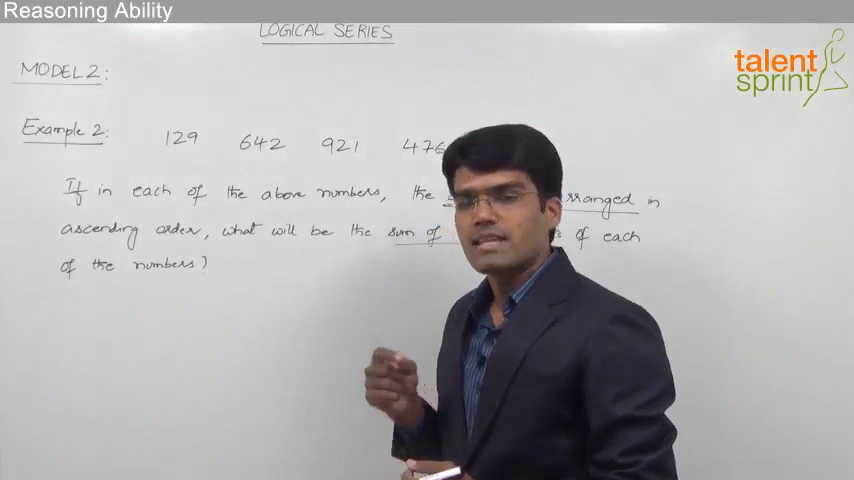 Reasoning Ability
LOGICAL SERIES
talent
sprint
MODEL 2:
Example 2: 129 642 921 476
If in each of the above numbers, the rranged in
ascending order, what will be the sum of of each
of the numbers?